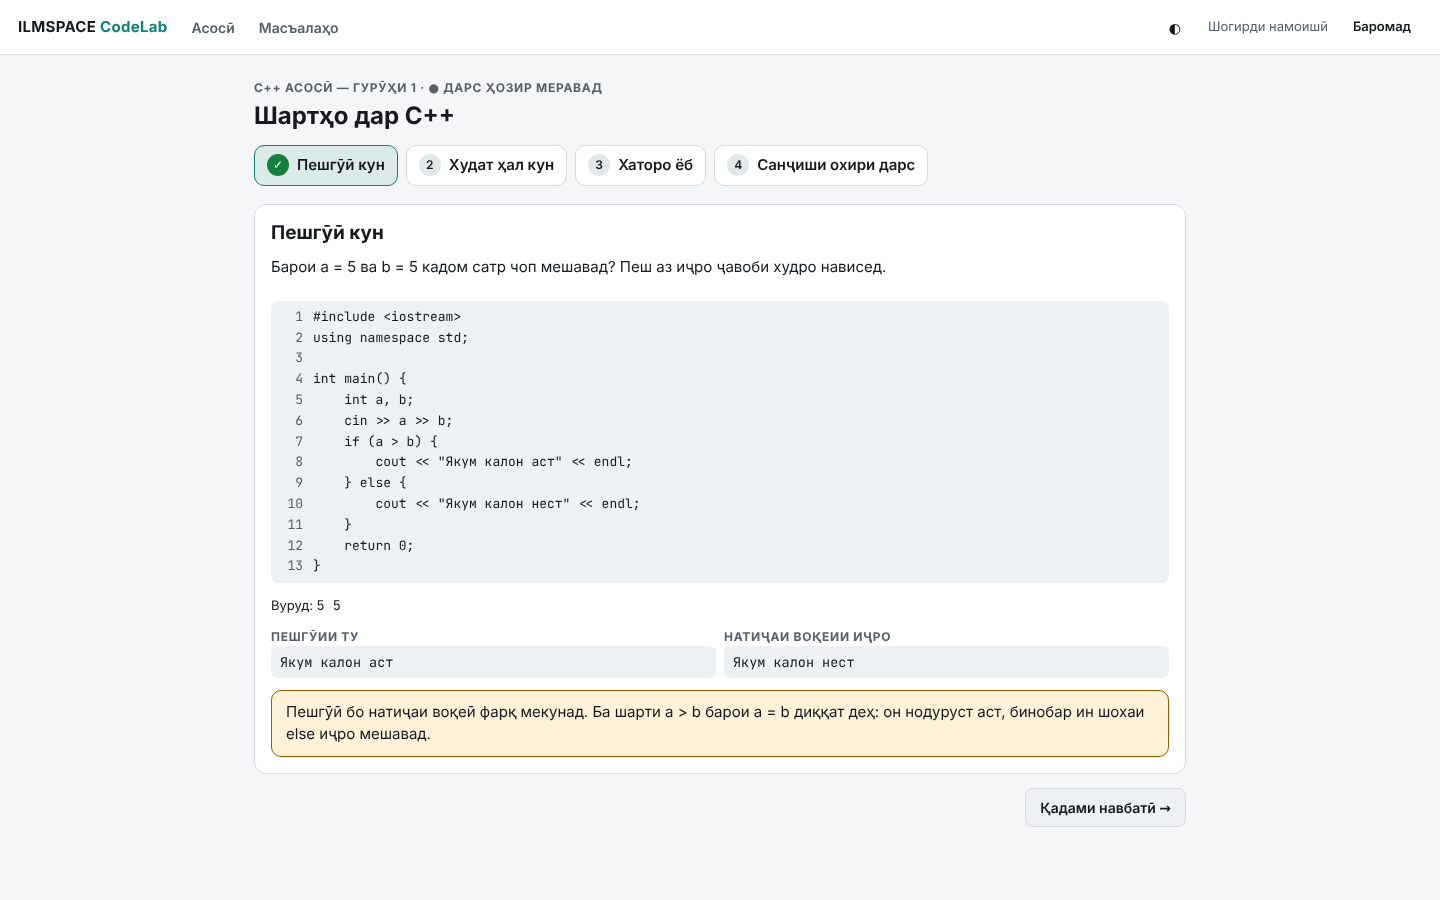 ILMSPACE CodeLab Асосӣ Масъалаҳо Шогирди намоишӣ Баромад
C++ АСОСӢ — ГУРӮҲИ 1 · ● ДАРС ҲОЗИР МЕРАВАД
Шартҳо дар C++
✓ Пешгӯӣ кун 2 Худат ҳал кун 3 Хаторо ёб 4 Санҷиши охири дарс
Пешгӯӣ кун
Барои a = 5 ва b = 5 кадом сатр чоп мешавад? Пеш аз иҷро ҷавоби худро нависед.
1 #include <iostream>
2 using namespace std;
3
4 int main() {
5     int a, b;
6     cin >> a >> b;
7     if (a > b) {
8         cout << "Якум калон аст" << endl;
9     } else {
10         cout << "Якум калон нест" << endl;
11     }
12     return 0;
13 }
Вуруд: 5 5
ПЕШГӮИИ ТУ НАТИҶАИ ВОҚЕИИ ИҶРО
Якум калон аст Якум калон нест
Пешгӯӣ бо натиҷаи воқеӣ фарқ мекунад. Ба шарти a > b барои a = b диққат деҳ: он нодуруст аст, бинобар ин шохаи
else иҷро мешавад.
Қадами навбатӣ →